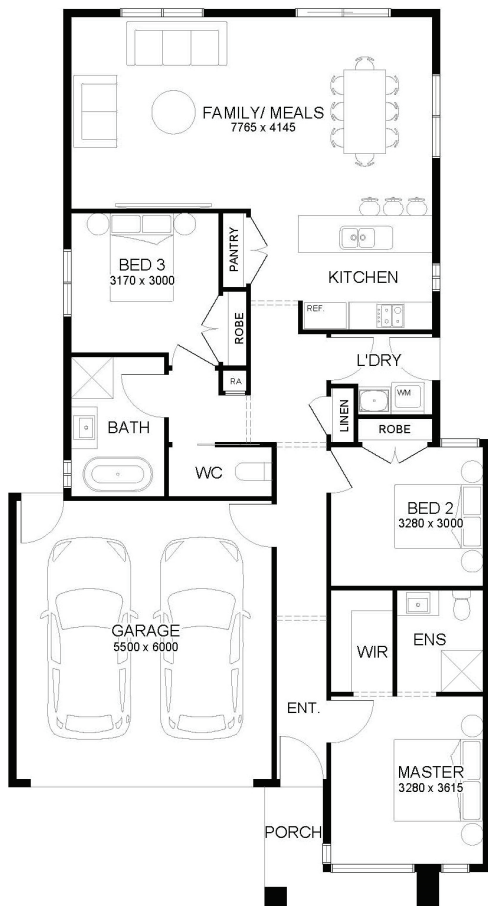 FAMILY/ MEALS
7765 x 4145
PANTRY
BED 3
3170 x 3000
KITCHEN
REF.
ROBE
L'DRY
RA
WM
LINEN
ROBE
BATH
WC
BED 2
3280 x 3000
GARAGE
5500 x 6000
WIR
ENS
ENT.
MASTER
3280 x 3615
PORCH